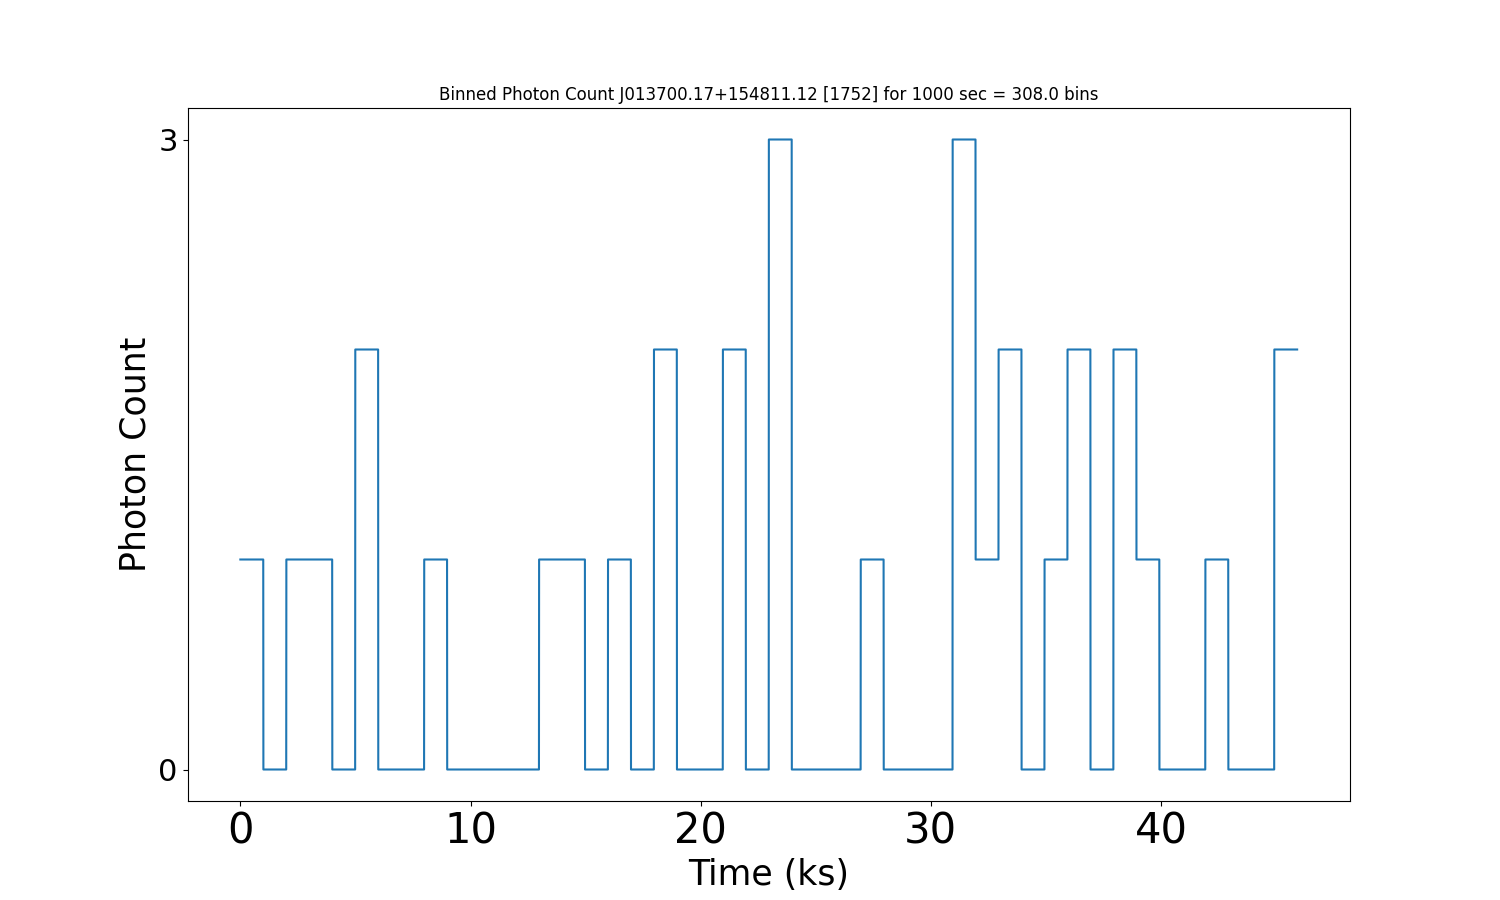 Binned Photon Count J013700.17+154811.12 [1752] for 1000 sec = 308.0 bins
3
Photon Count
0
0 10 20 30 40
Time (ks)